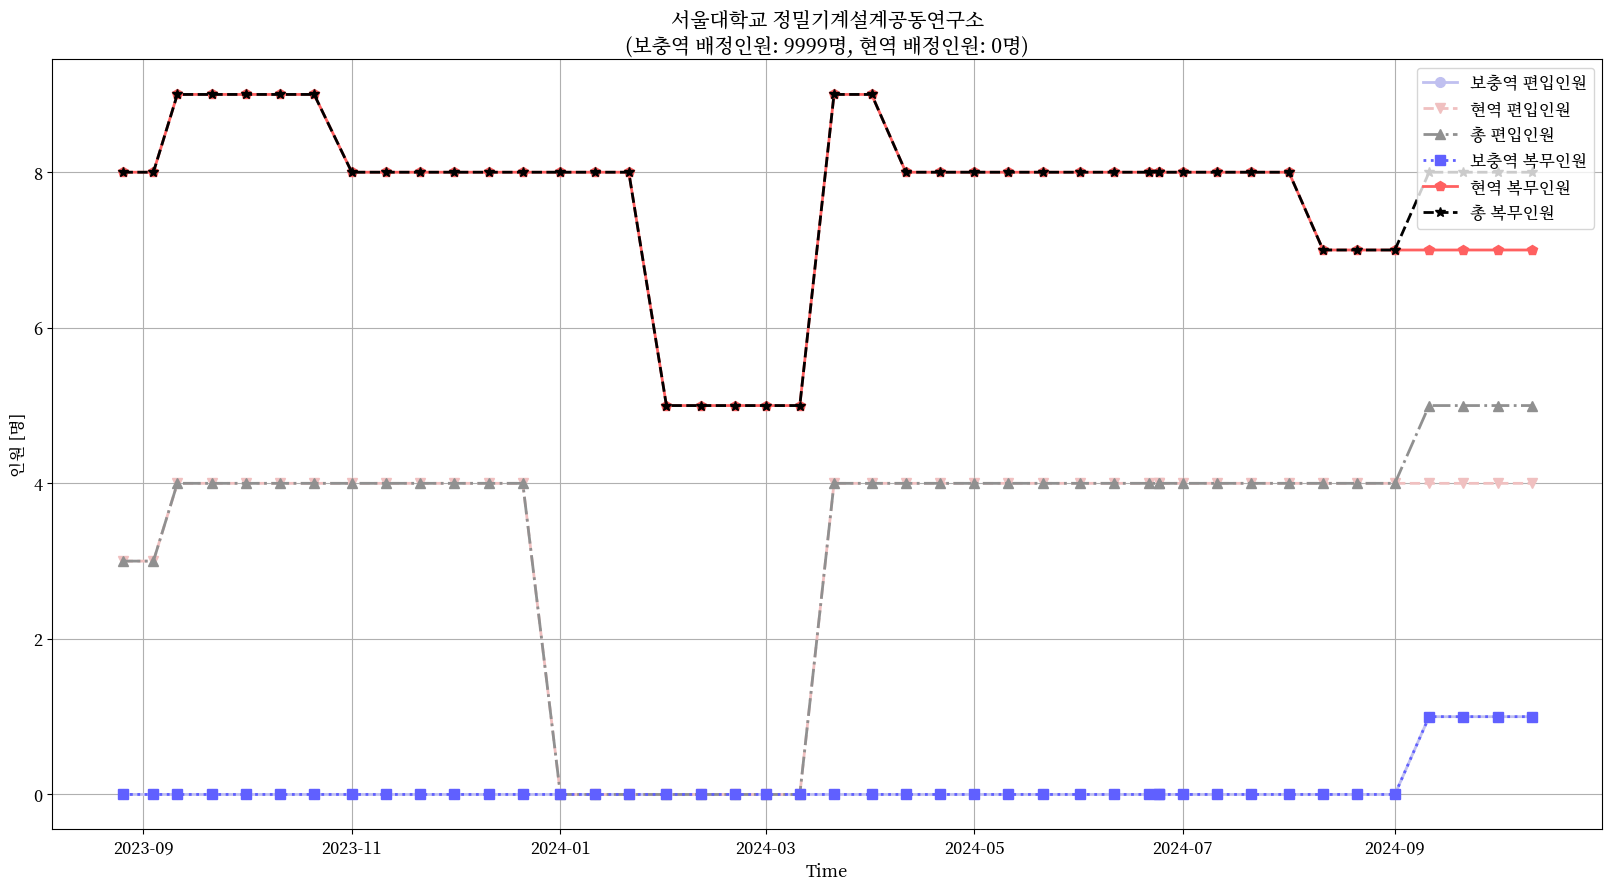 서울대학교 정밀기계설계공동연구소
(보충역 배정인원: 9999명, 현역 배정인원: 0명)
보충역 편입인원
현역 편입인원
총 편입인원
보충역 복무인원
현역 복무인원
총 복무인원
인원 [명]
8
6
4
2
0
2023-09
2023-11
2024-01
2024-03
2024-05
2024-07
2024-09
Time